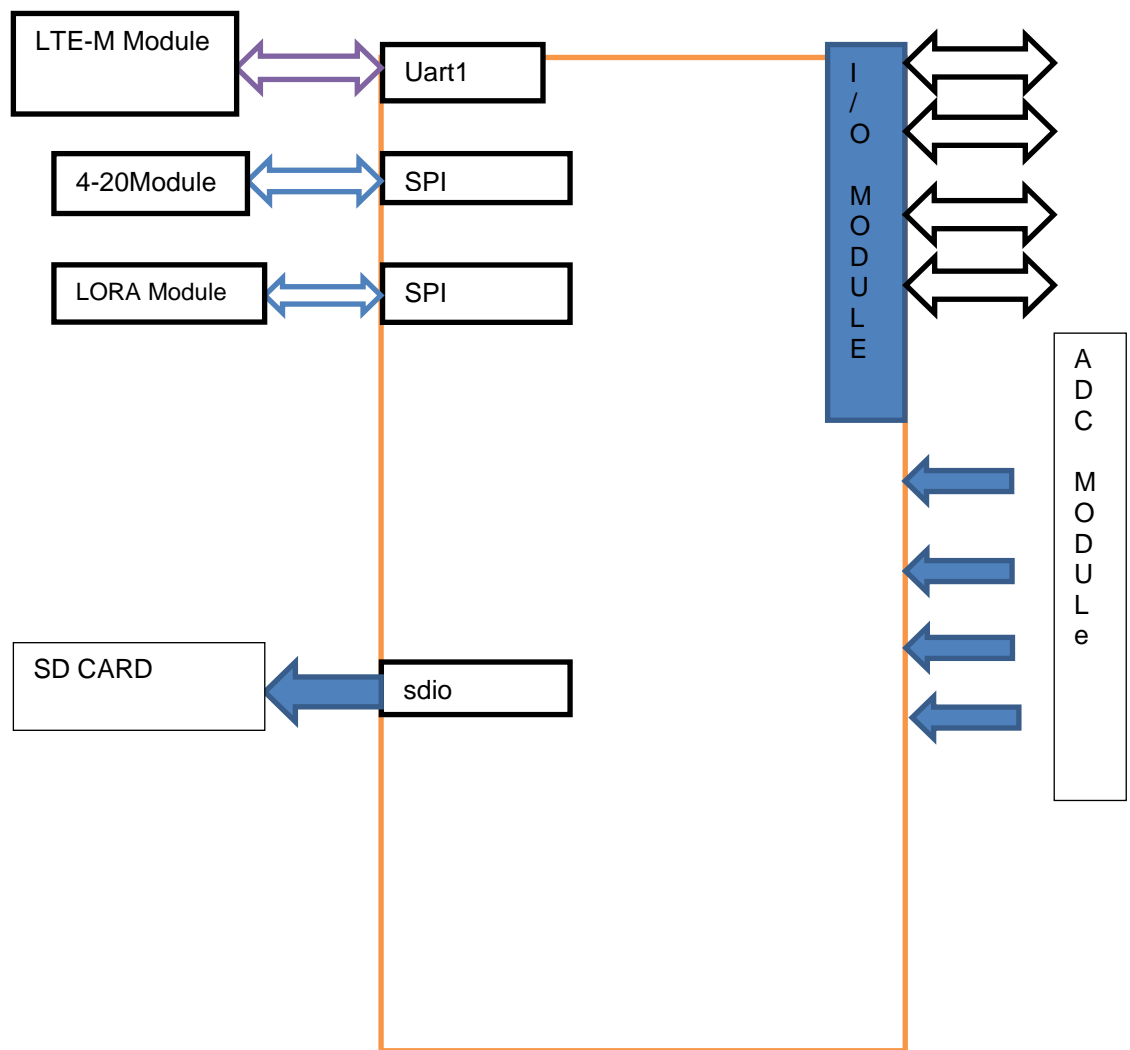 LTE-M Module
Uart1
4-20Module
SPI
LORA Module
SPI
I
/
O
M
O
D
U
L
E
A
D
C
M
O
D
U
L
e
SD CARD
sdio